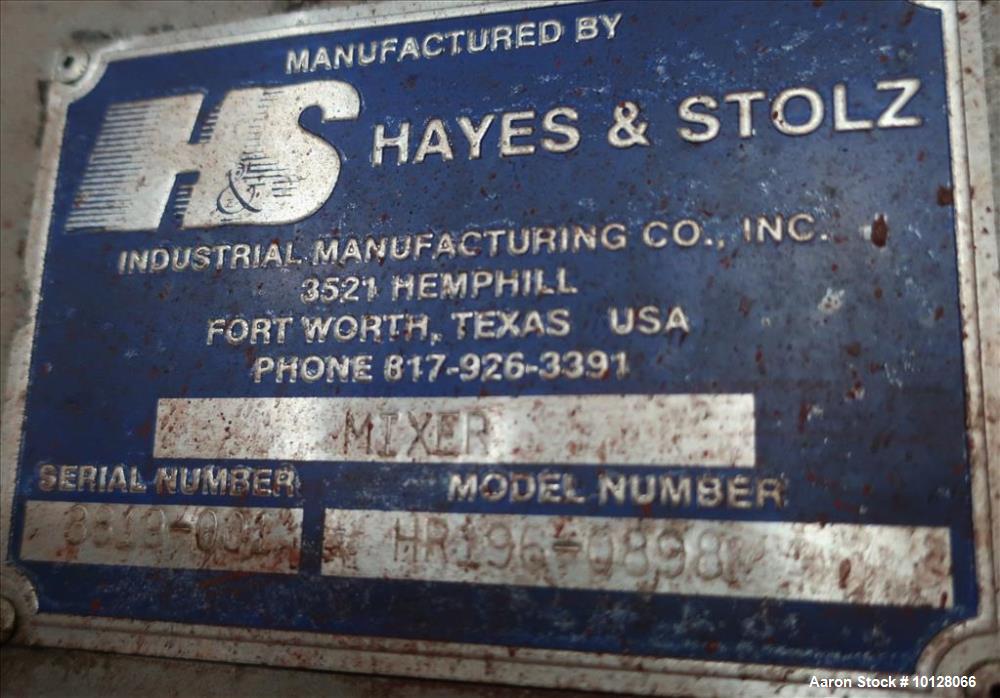 MANUFACTURED BY
H&S HAYES & STOLZ
INDUSTRIAL MANUFACTURING CO., INC.
3521 HEMPHILL
FORT WORTH, TEXAS USA
PHONE 817-926-3391
MIXER
SERIAL NUMBER MODEL NUMBER
HR196-0898
Aaron Stock # 10128066